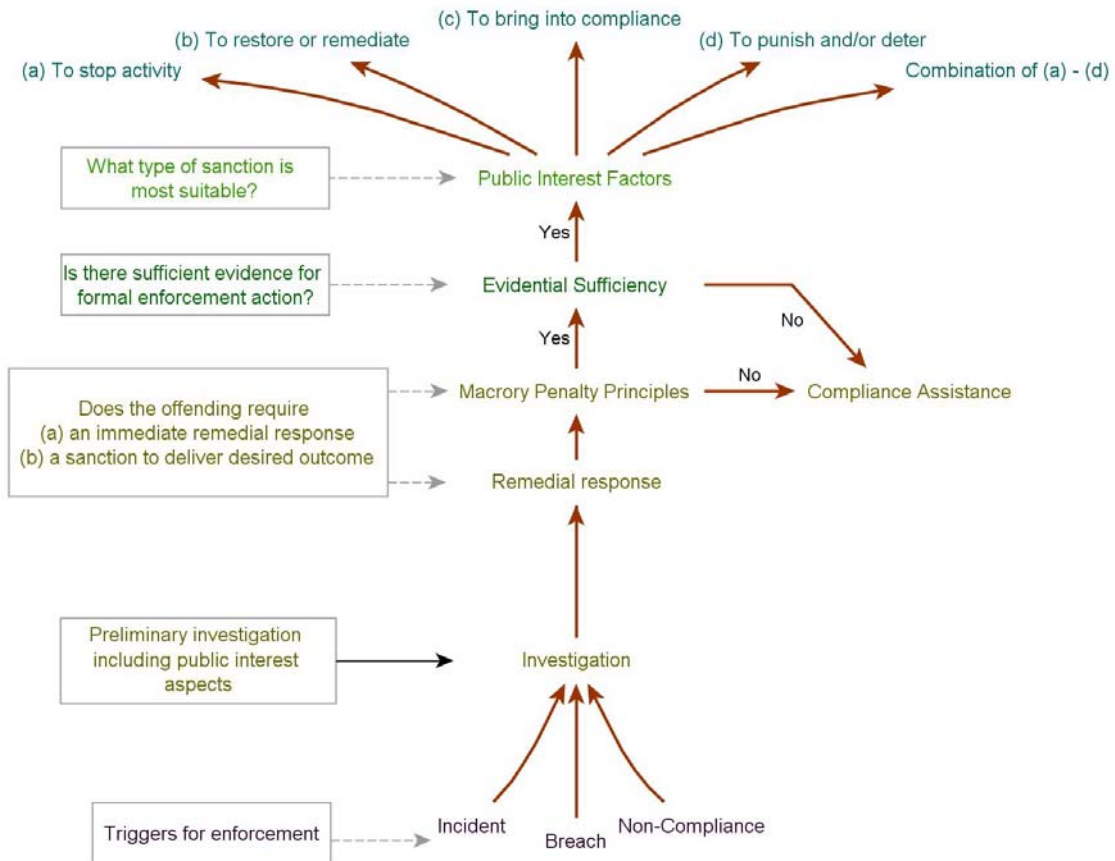 (c) To bring into compliance
(b) To restore or remediate
(d) To punish and/or deter
(a) To stop activity
Combination of (a) - (d)
What type of sanction is
most suitable?
Public Interest Factors
Yes
Is there sufficient evidence for
formal enforcement action?
Evidential Sufficiency
No
Yes
Does the offending require
(a) an immediate remedial response
(b) a sanction to deliver desired outcome
Macrory Penalty Principles
No
Compliance Assistance
Remedial response
Preliminary investigation
including public interest
aspects
Investigation
Triggers for enforcement
Incident
Breach
Non-Compliance